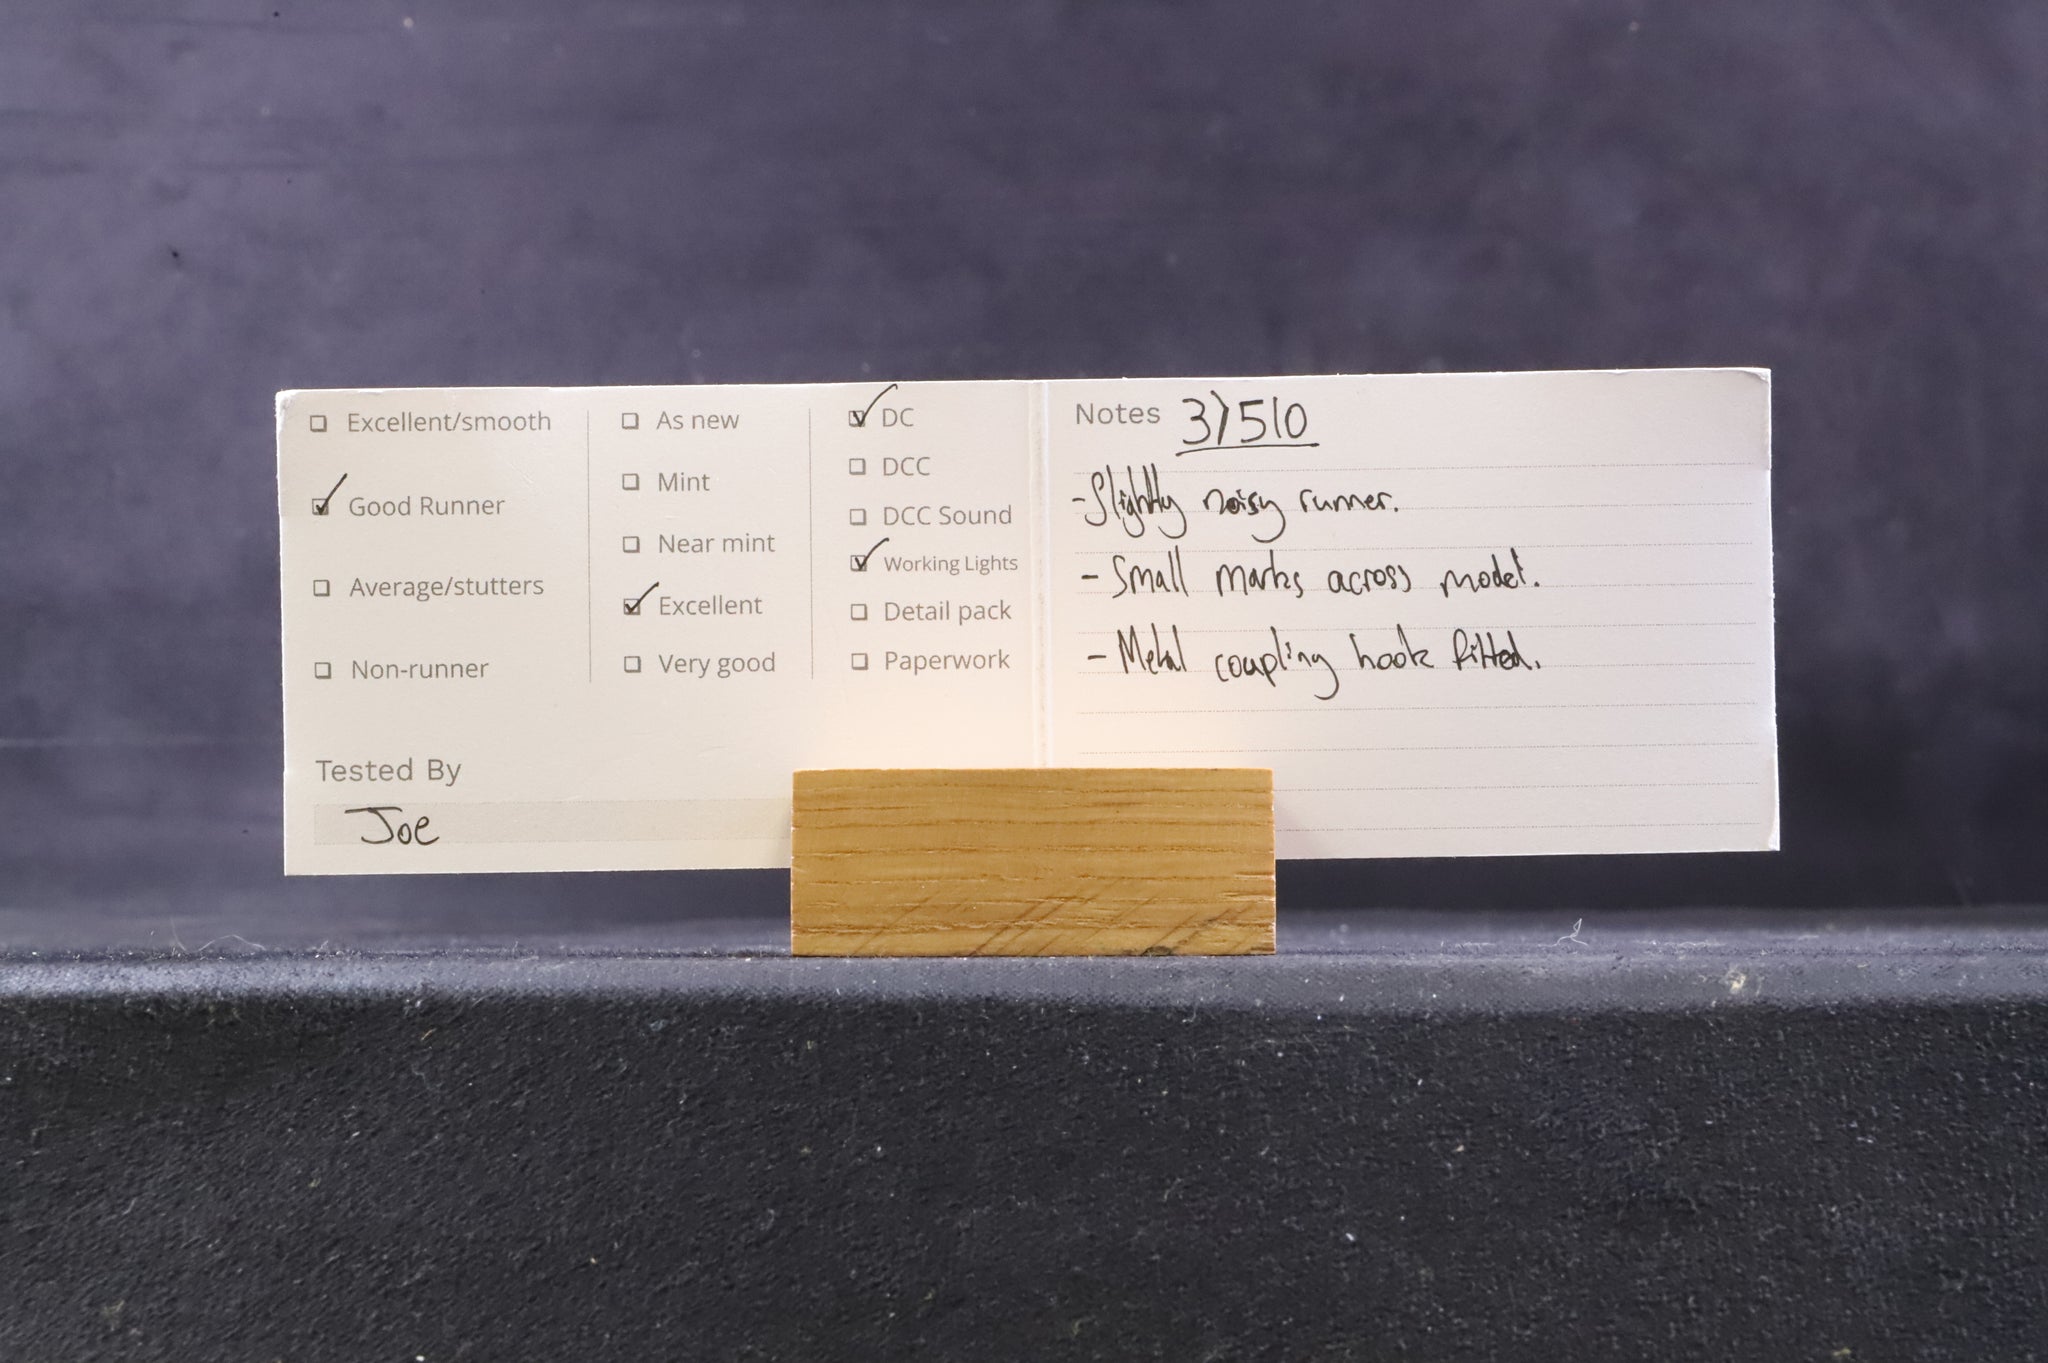 ☐ Excellent/smooth
☑ Good Runner
☐ Average/stutters
☐ Non-runner
☐ As new
☐ Mint
☐ Near mint
☑ Excellent
☐ Very good
☑ DC
☐ DCC
☐ DCC Sound
☑ Working Lights
☐ Detail pack
☐ Paperwork
Tested By
Joe
Notes 3)510
- Slightly noisy runner.
- Small marks across model.
- Metal coupling hook fitted.